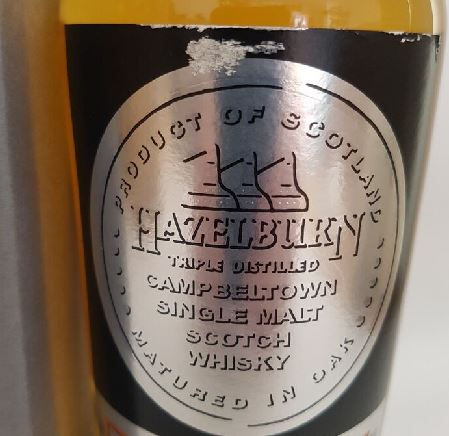 PRODUCT OF SCOTLAND
HAZELBURN
TRIPLE DISTILLED
CAMPBELTOWN
SINGLE MALT
SCOTCH
WHISKY
MATURED IN OAK